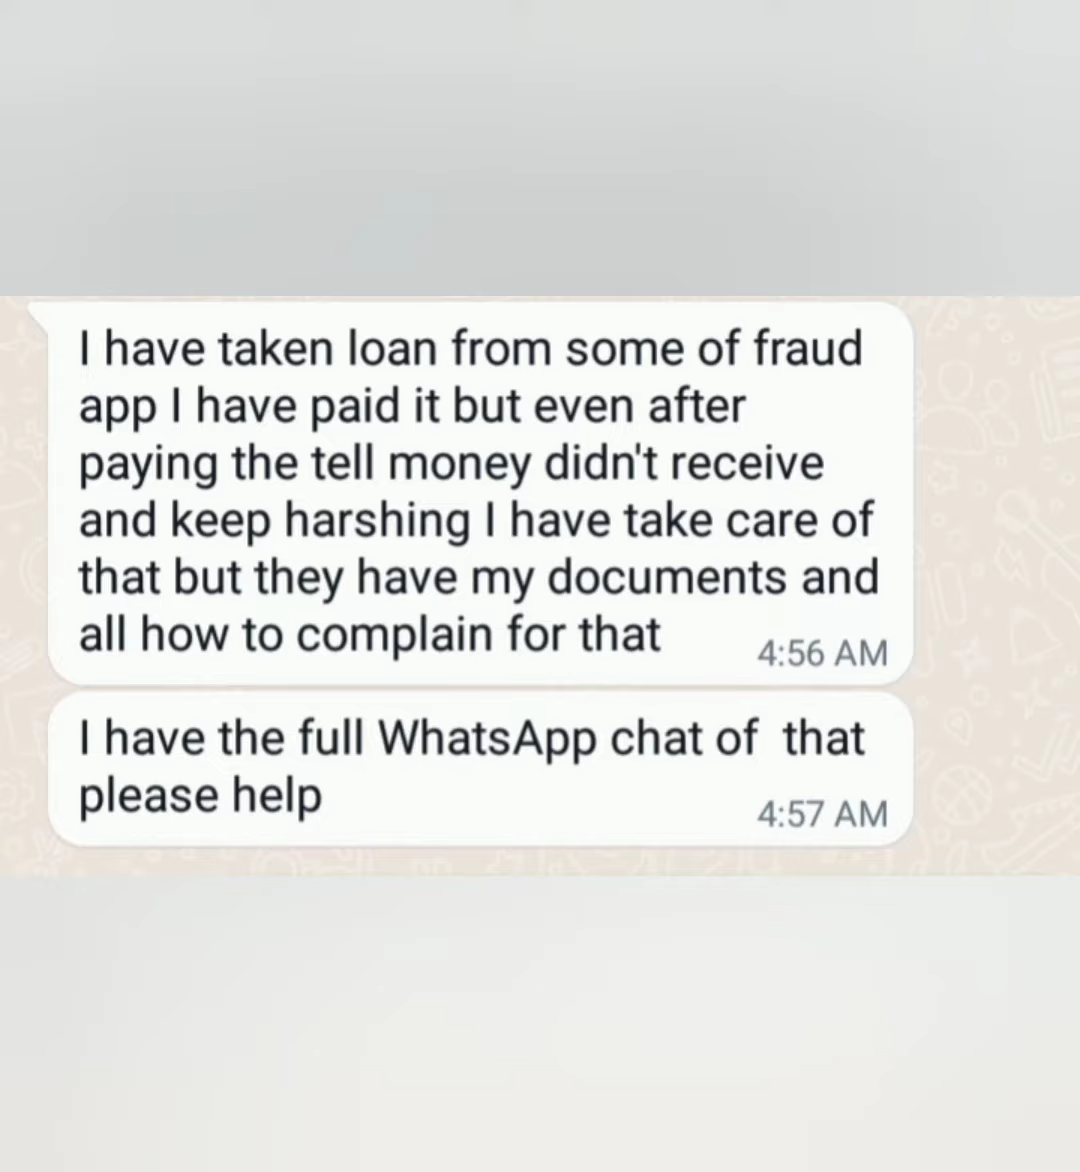 I have taken loan from some of fraud
app I have paid it but even after
paying the tell money didn't receive
and keep harshing I have take care of
that but they have my documents and
all how to complain for that
4:56 AM
I have the full WhatsApp chat of  that
please help
4:57 AM